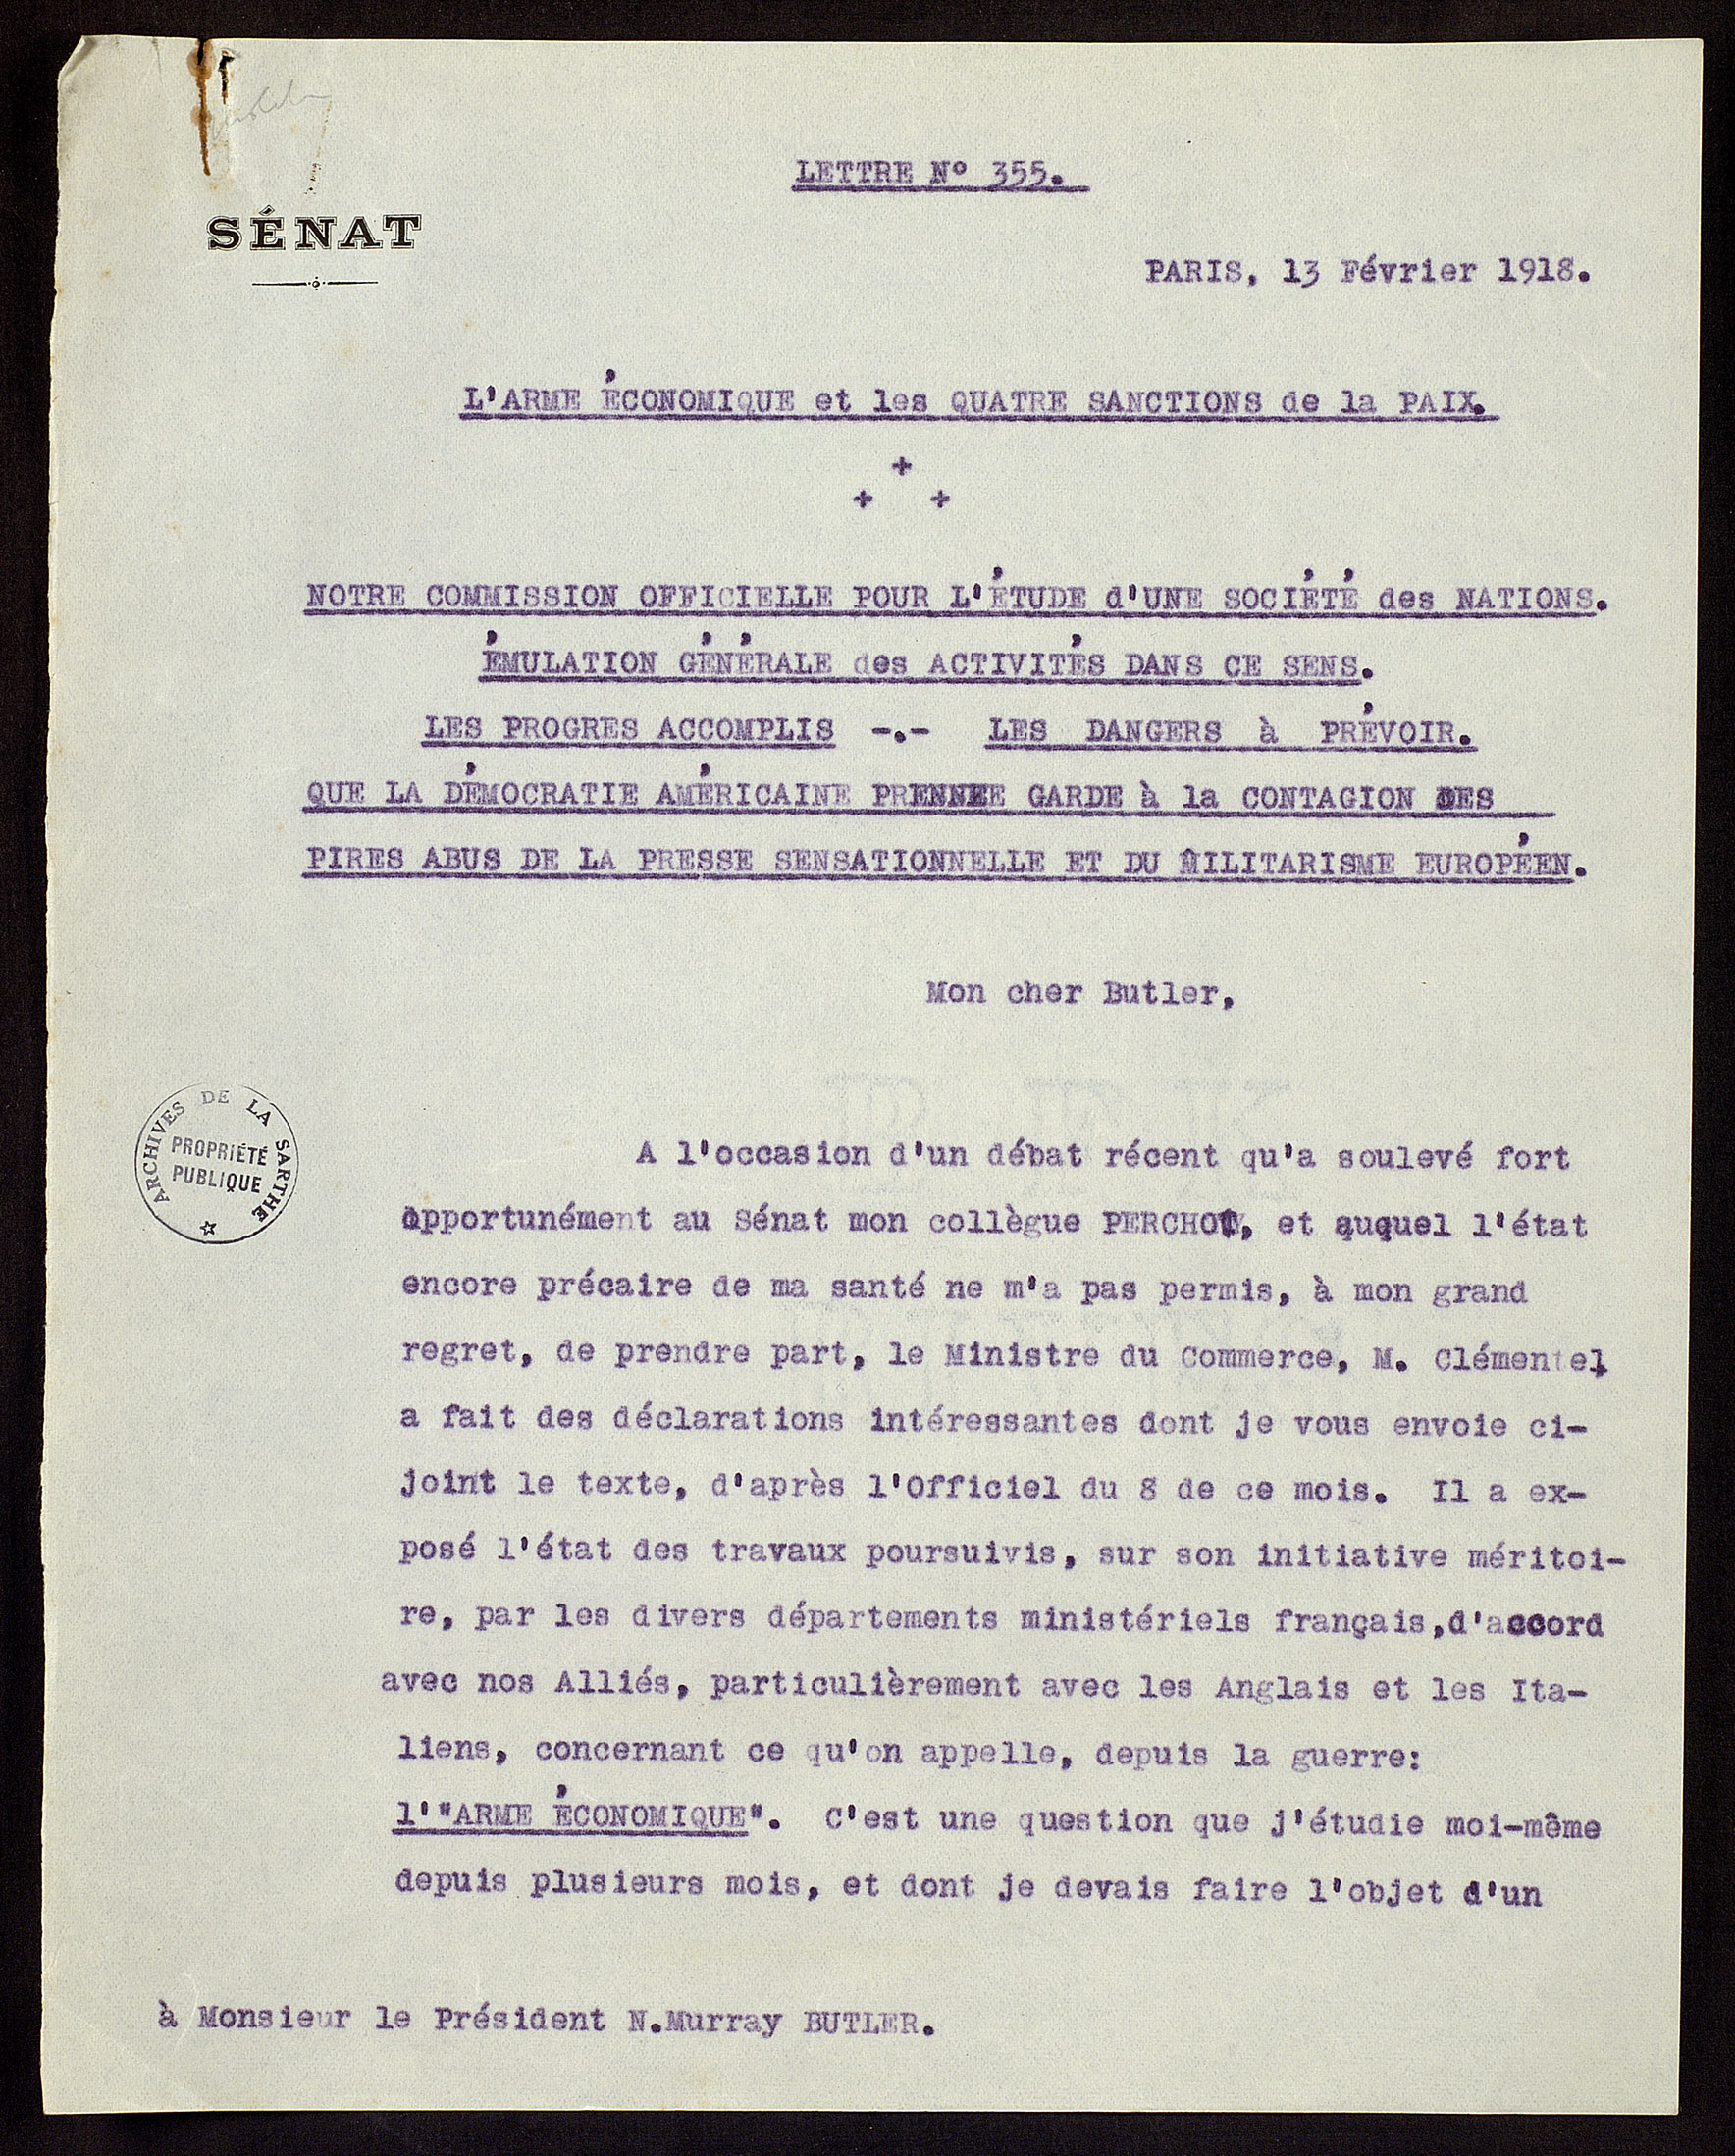 LETTRE N° 355.
SÉNAT
PARIS, 13 Février 1918.
L'ARME ÉCONOMIQUE et les QUATRE SANCTIONS de la PAIX.
+
+ +
NOTRE COMMISSION OFFICIELLE POUR L'ÉTUDE d'UNE SOCIÉTÉ des NATIONS.
ÉMULATION GÉNÉRALE des ACTIVITÉS DANS CE SENS.
LES PROGRES ACCOMPLIS -.- LES DANGERS à PRÉVOIR.
QUE LA DÉMOCRATIE AMÉRICAINE PRENNE GARDE à la CONTAGION DES
PIRES ABUS DE LA PRESSE SENSATIONNELLE ET DU MILITARISME EUROPÉEN.
Mon cher Butler,
ARCHIVES DE LA SARTHE
PROPRIÉTÉ
PUBLIQUE
A l'occasion d'un débat récent qu'a soulevé fort
opportunément au Sénat mon collègue PERCHOT, et auquel l'état
encore précaire de ma santé ne m'a pas permis, à mon grand
regret, de prendre part, le Ministre du Commerce, M. Clémentel,
a fait des déclarations intéressantes dont je vous envoie ci-
joint le texte, d'après l'Officiel du 8 de ce mois. Il a ex-
posé l'état des travaux poursuivis, sur son initiative méritoi-
re, par les divers départements ministériels français,d'accord
avec nos Alliés, particulièrement avec les Anglais et les Ita-
liens, concernant ce qu'on appelle, depuis la guerre:
l'"ARME ÉCONOMIQUE". C'est une question que j'étudie moi-même
depuis plusieurs mois, et dont je devais faire l'objet d'un
à Monsieur le Président N.Murray BUTLER.